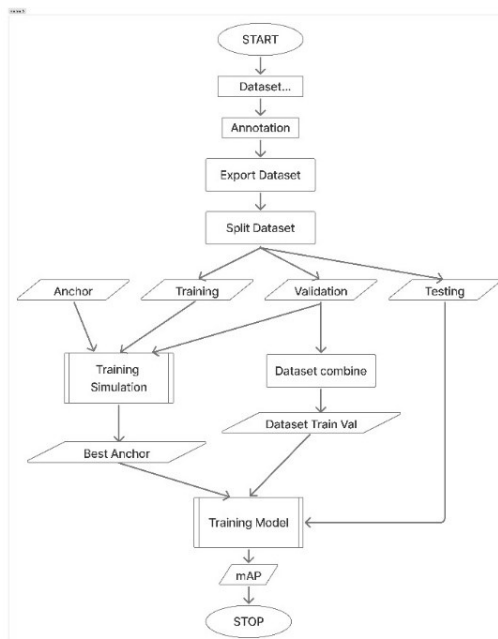 START
Dataset...
Annotation
Export Dataset
Split Dataset
Anchor
Training
Validation
Testing
Training
Simulation
Dataset combine
Best Anchor
Dataset Train Val
Training Model
mAP
STOP